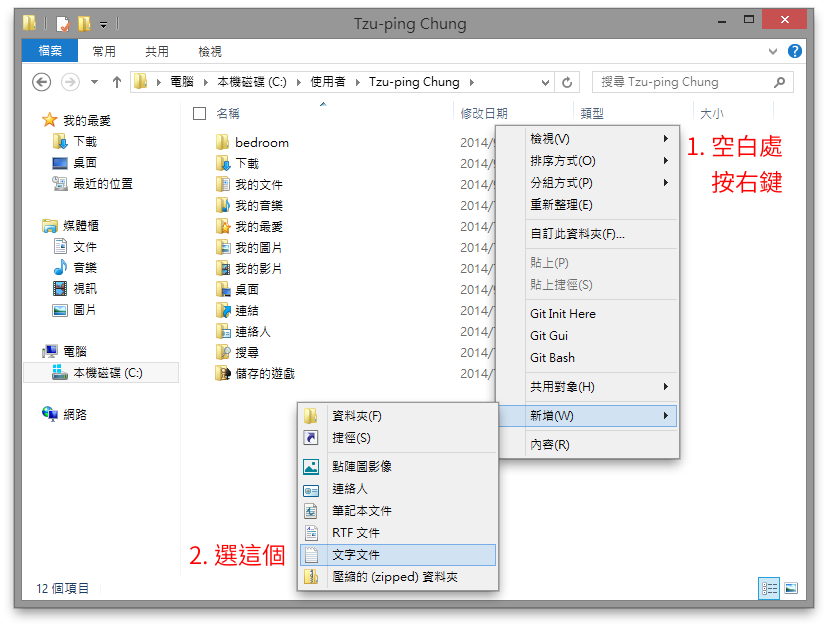 Tzu-ping Chung
檔案 常用 共用 檢視
電腦 本機磁碟 (C:) 使用者 Tzu-ping Chung
搜尋 Tzu-ping Chung
我的最愛
下載
桌面
最近的位置
媒體櫃
文件
音樂
視訊
圖片
電腦
本機磁碟 (C:)
網路
名稱 修改日期 類型 大小
bedroom 2014/
下載 2014/
我的文件 2014/
我的音樂 2014/
我的最愛 2014/
我的圖片 2014/
我的影片 2014/
桌面 2014/
連結 2014/
連絡人 2014/
搜尋 2014/
儲存的遊戲 2014/
檢視(V)
排序方式(O)
分組方式(P)
重新整理(E)
自訂此資料夾(F)...
貼上(P)
貼上捷徑(S)
Git Init Here
Git Gui
Git Bash
共用對象(H)
新增(W)
內容(R)
1. 空白處
按右鍵
資料夾(F)
捷徑(S)
點陣圖影像
連絡人
筆記本文件
RTF 文件
文字文件
壓縮的 (zipped) 資料夾
2. 選這個
12 個項目